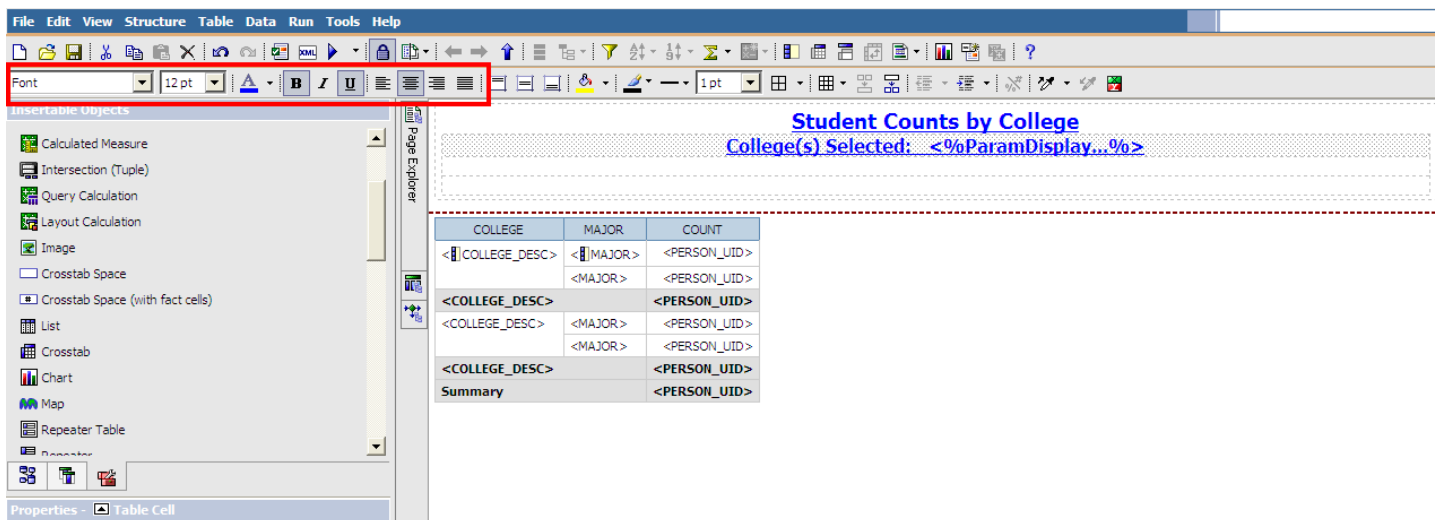 File Edit View Structure Table Data Run Tools Help
Font 12 pt A B I U 1 pt
Insertable Objects
Calculated Measure
Intersection (Tuple)
Query Calculation
Layout Calculation
Image
Crosstab Space
Crosstab Space (with fact cells)
List
Crosstab
Chart
Map
Repeater Table
Repeater
Properties - Table Cell
Page Explorer
Student Counts by College
College(s) Selected: <%ParamDisplay...%>
COLLEGE MAJOR COUNT
<COLLEGE_DESC> <MAJOR> <PERSON_UID>
<MAJOR> <PERSON_UID>
<COLLEGE_DESC> <PERSON_UID>
<COLLEGE_DESC> <MAJOR> <PERSON_UID>
<MAJOR> <PERSON_UID>
<COLLEGE_DESC> <PERSON_UID>
Summary <PERSON_UID>